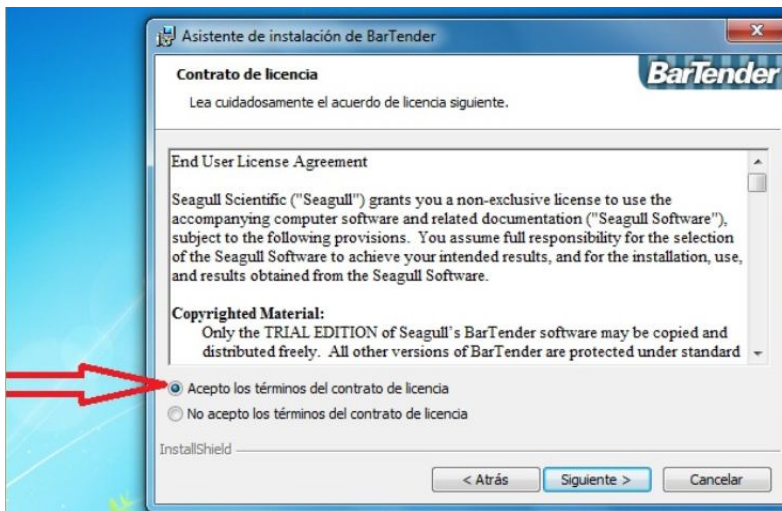 Asistente de instalación de BarTender
Contrato de licencia
BarTender
Lea cuidadosamente el acuerdo de licencia siguiente.
End User License Agreement
Seagull Scientific ("Seagull") grants you a non-exclusive license to use the
accompanying computer software and related documentation ("Seagull Software"),
subject to the following provisions.  You assume full responsibility for the selection
of the Seagull Software to achieve your intended results, and for the installation, use,
and results obtained from the Seagull Software.
Copyrighted Material:
Only the TRIAL EDITION of Seagull's BarTender software may be copied and
distributed freely.  All other versions of BarTender are protected under standard
Acepto los términos del contrato de licencia
No acepto los términos del contrato de licencia
InstallShield
< Atrás
Siguiente >
Cancelar